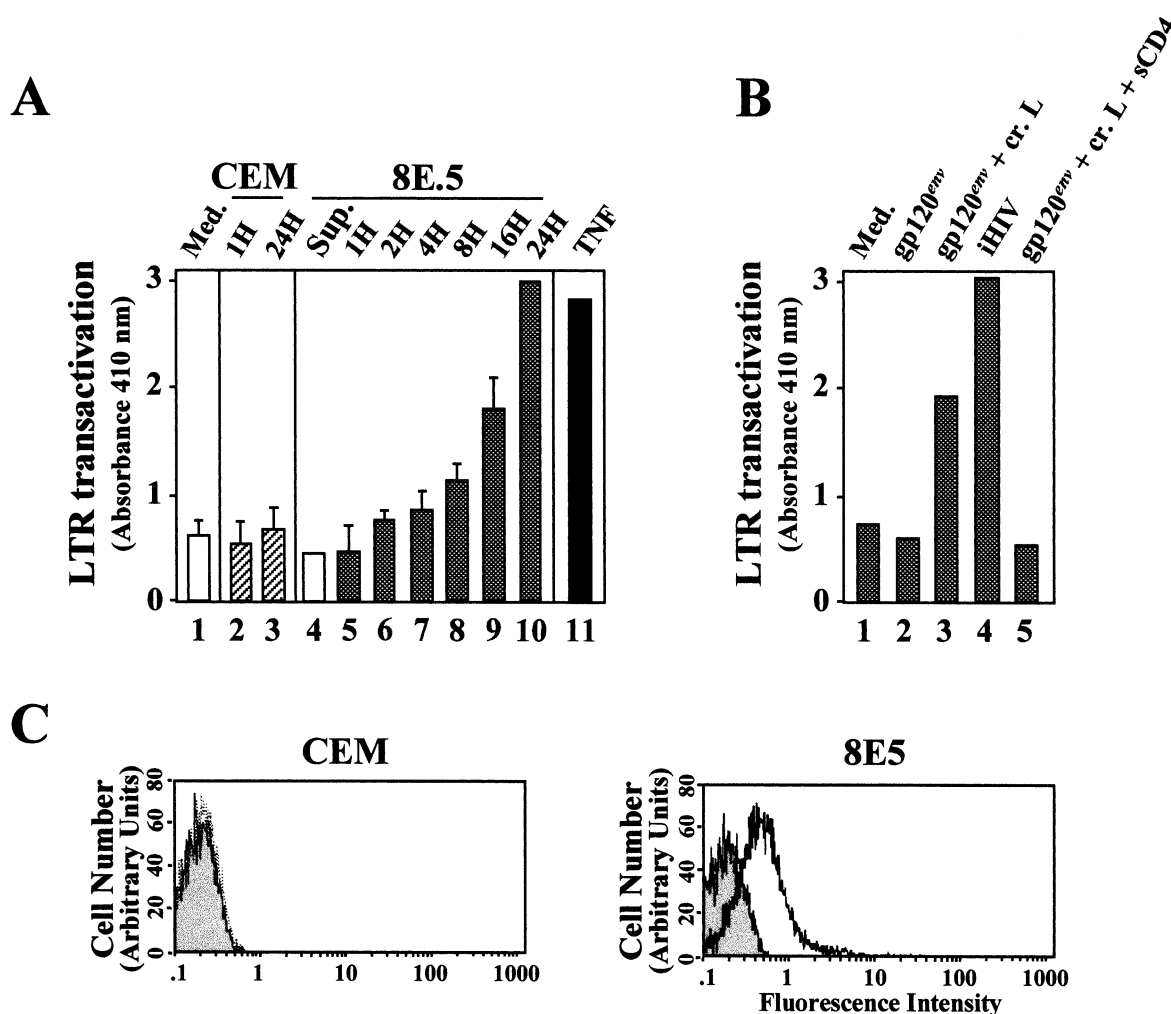 A
CEM
8E.5
Med.
1H
24H
Sup.
1H
2H
4H
8H
16H
24H
TNF
LTR transactivation
(Absorbance 410 nm)
3
2
1
0
1 2 3 4 5 6 7 8 9 10 11
B
Med.
gp120env
gp120env + cr. L
iHIV
gp120env + cr. L + sCD4
LTR transactivation
(Absorbance 410 nm)
3
2
1
0
1 2 3 4 5
C
CEM
Cell Number
(Arbitrary Units)
80
60
40
20
0
.1 1 10 100 1000
8E5
Cell Number
(Arbitrary Units)
80
60
40
20
0
.1 1 10 100 1000
Fluorescence Intensity